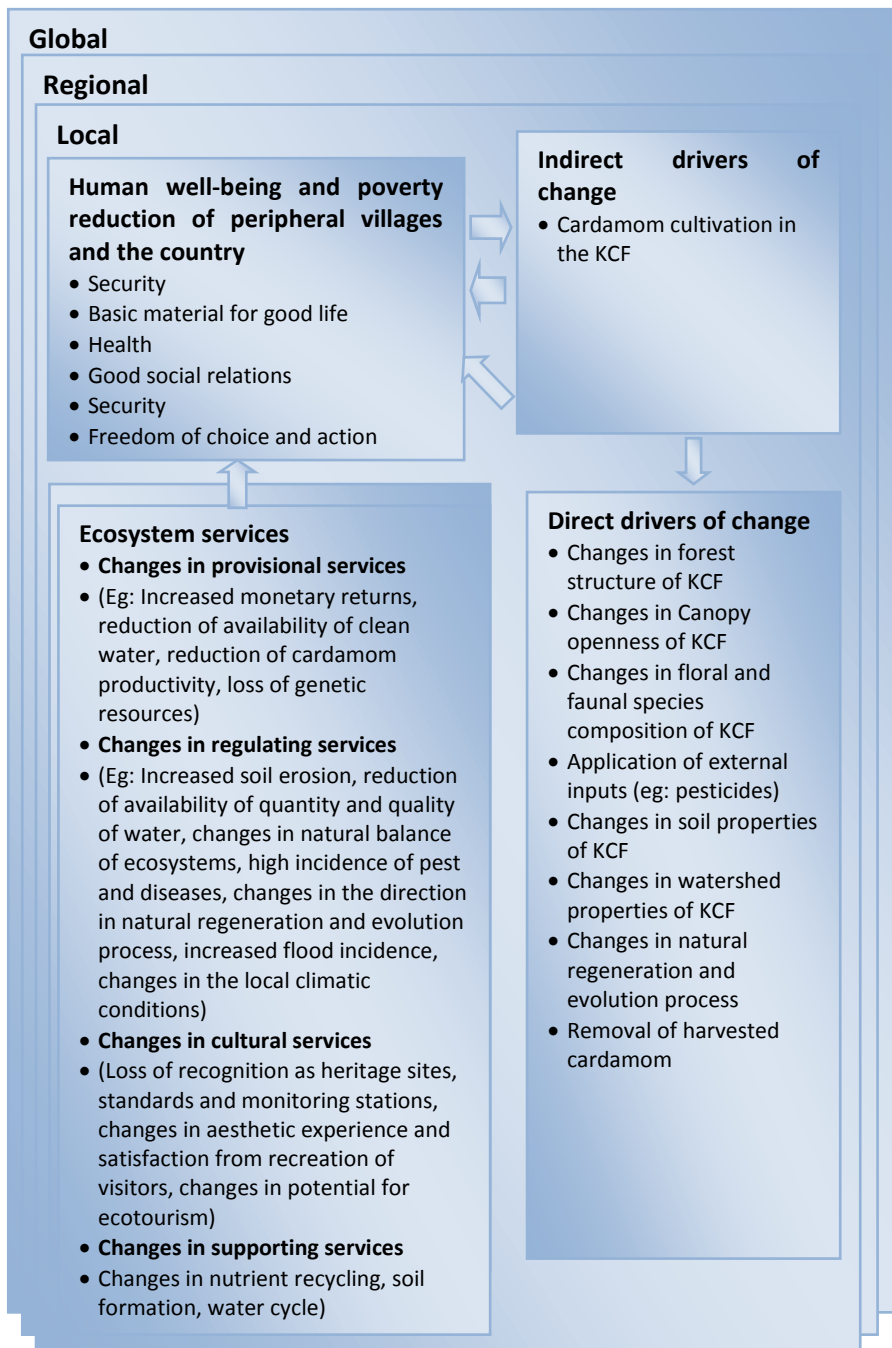 Global
Regional
Local
Human well-being and poverty
reduction of peripheral villages
and the country
• Security
• Basic material for good life
• Health
• Good social relations
• Security
• Freedom of choice and action
Indirect drivers of
change
• Cardamom cultivation in
the KCF
Ecosystem services
• Changes in provisional services
• (Eg: Increased monetary returns,
reduction of availability of clean
water, reduction of cardamom
productivity, loss of genetic
resources)
• Changes in regulating services
• (Eg: Increased soil erosion, reduction
of availability of quantity and quality
of water, changes in natural balance
of ecosystems, high incidence of pest
and diseases, changes in the direction
in natural regeneration and evolution
process, increased flood incidence,
changes in the local climatic
conditions)
• Changes in cultural services
• (Loss of recognition as heritage sites,
standards and monitoring stations,
changes in aesthetic experience and
satisfaction from recreation of
visitors, changes in potential for
ecotourism)
• Changes in supporting services
• Changes in nutrient recycling, soil
formation, water cycle)
Direct drivers of change
• Changes in forest
structure of KCF
• Changes in Canopy
openness of KCF
• Changes in floral and
faunal species
composition of KCF
• Application of external
inputs (eg: pesticides)
• Changes in soil properties
of KCF
• Changes in watershed
properties of KCF
• Changes in natural
regeneration and
evolution process
• Removal of harvested
cardamom